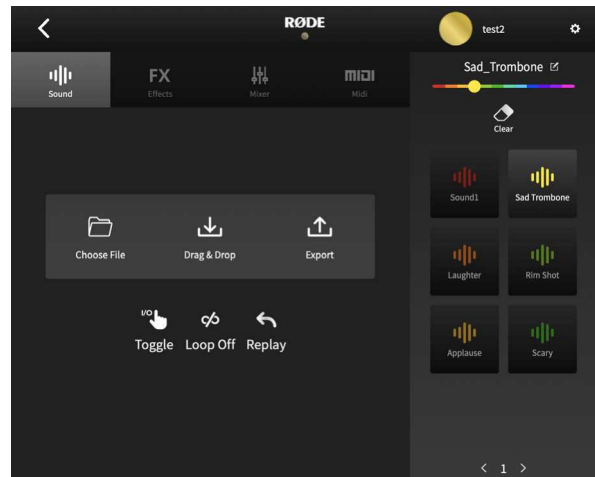 RØDE
test2
Sound
FX
Effects
Mixer
MIDI
Midi
Sad_Trombone
Clear
Sound1
Sad Trombone
Choose File
Drag & Drop
Export
Laughter
Rim Shot
I/O
Toggle
Loop Off
Replay
Applause
Scary
< 1 >